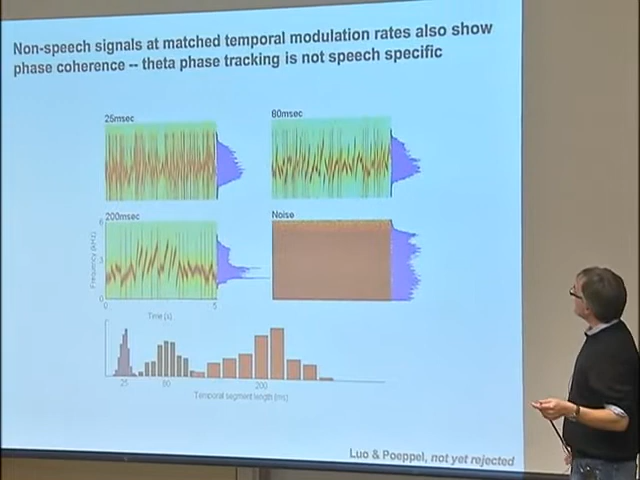 Non-speech signals at matched temporal modulation rates also show
phase coherence -- theta phase tracking is not speech specific
25msec
80msec
200msec
Noise
6
3
0
Frequency (kHz)
0
5
Time (s)
25
80
200
Temporal segment length (ms)
Luo & Poeppel, not yet rejected